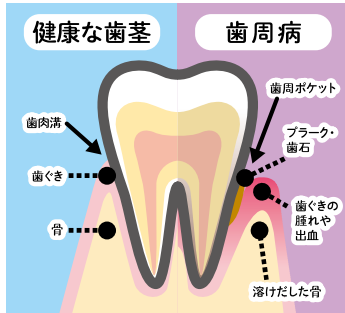 健康な歯茎
歯周病
歯肉溝
歯ぐき
骨
歯周ポケット
プラーク・
歯石
歯ぐきの
腫れや
出血
溶けだした骨